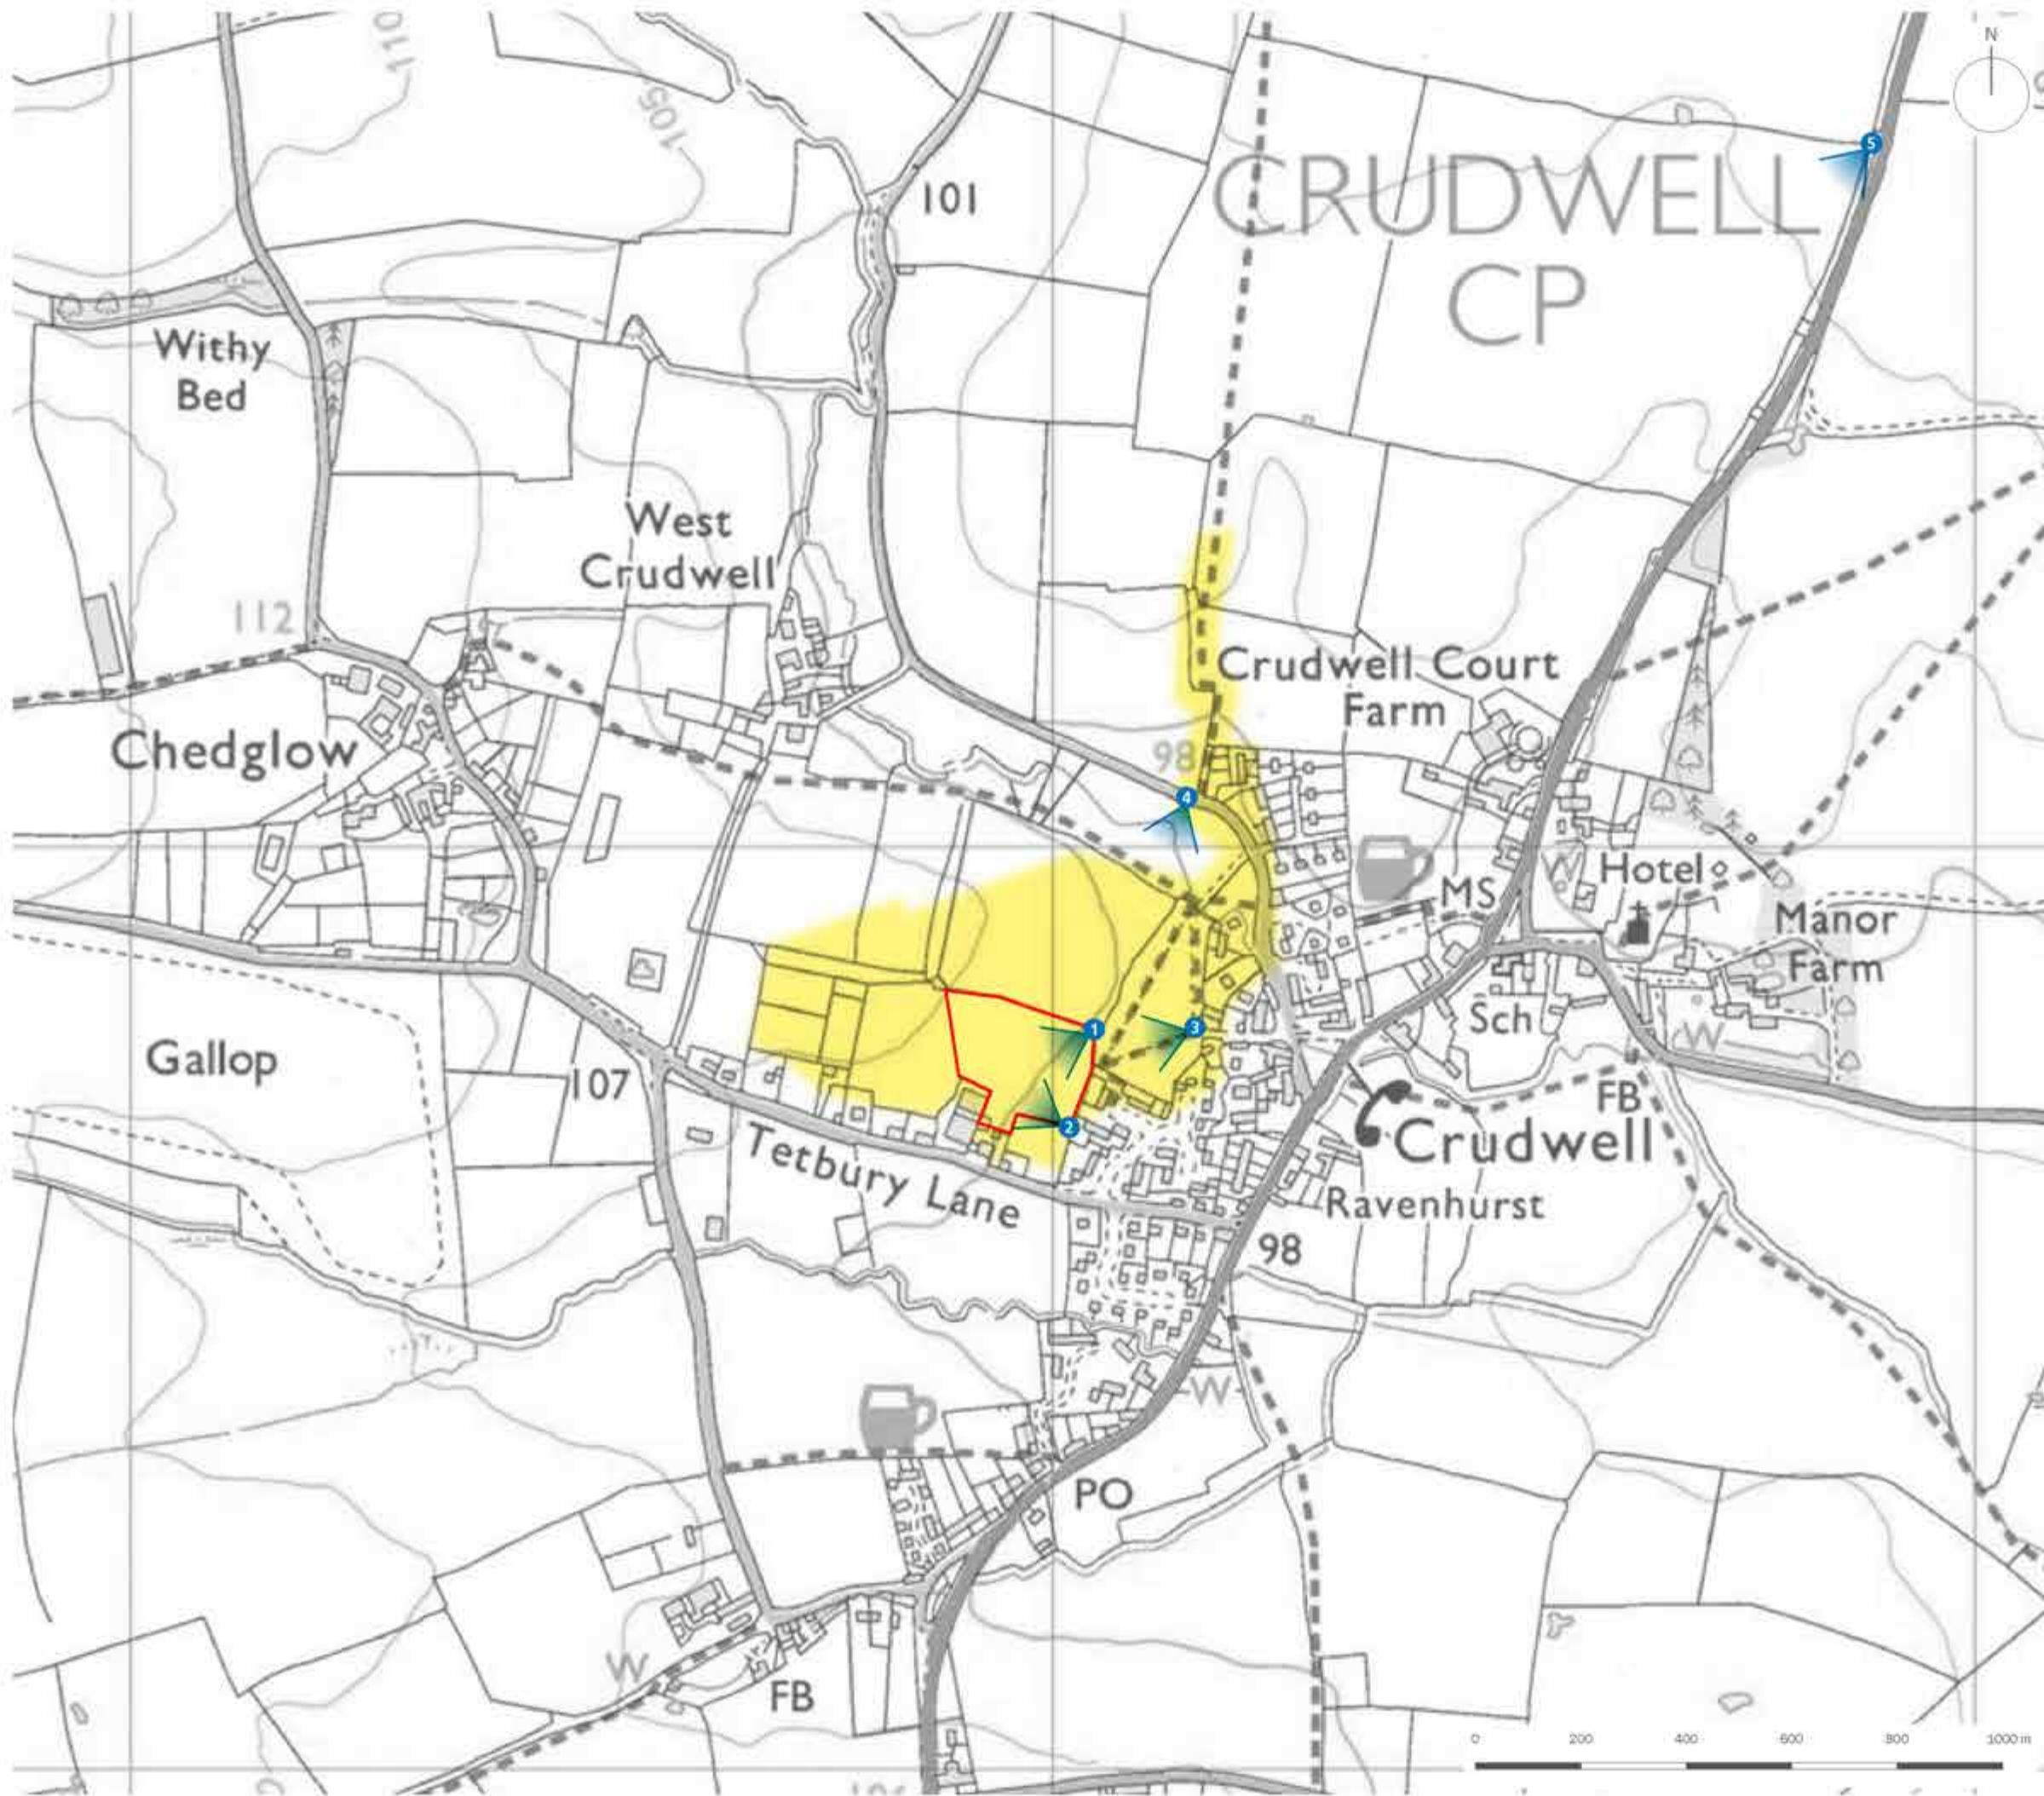 N
110
105
5
101
CRUDWELL
CP
Withy
Bed
West
Crudwell
112
Crudwell Court
Farm
Chedglow
98
4
MS
W
Hotel
Manor
Farm
Sch
W
Gallop
107
1
3
2
FB
Crudwell
Tetbury Lane
Ravenhurst
98
W
PO
W
FB
0 200 400 600 800 1000 m